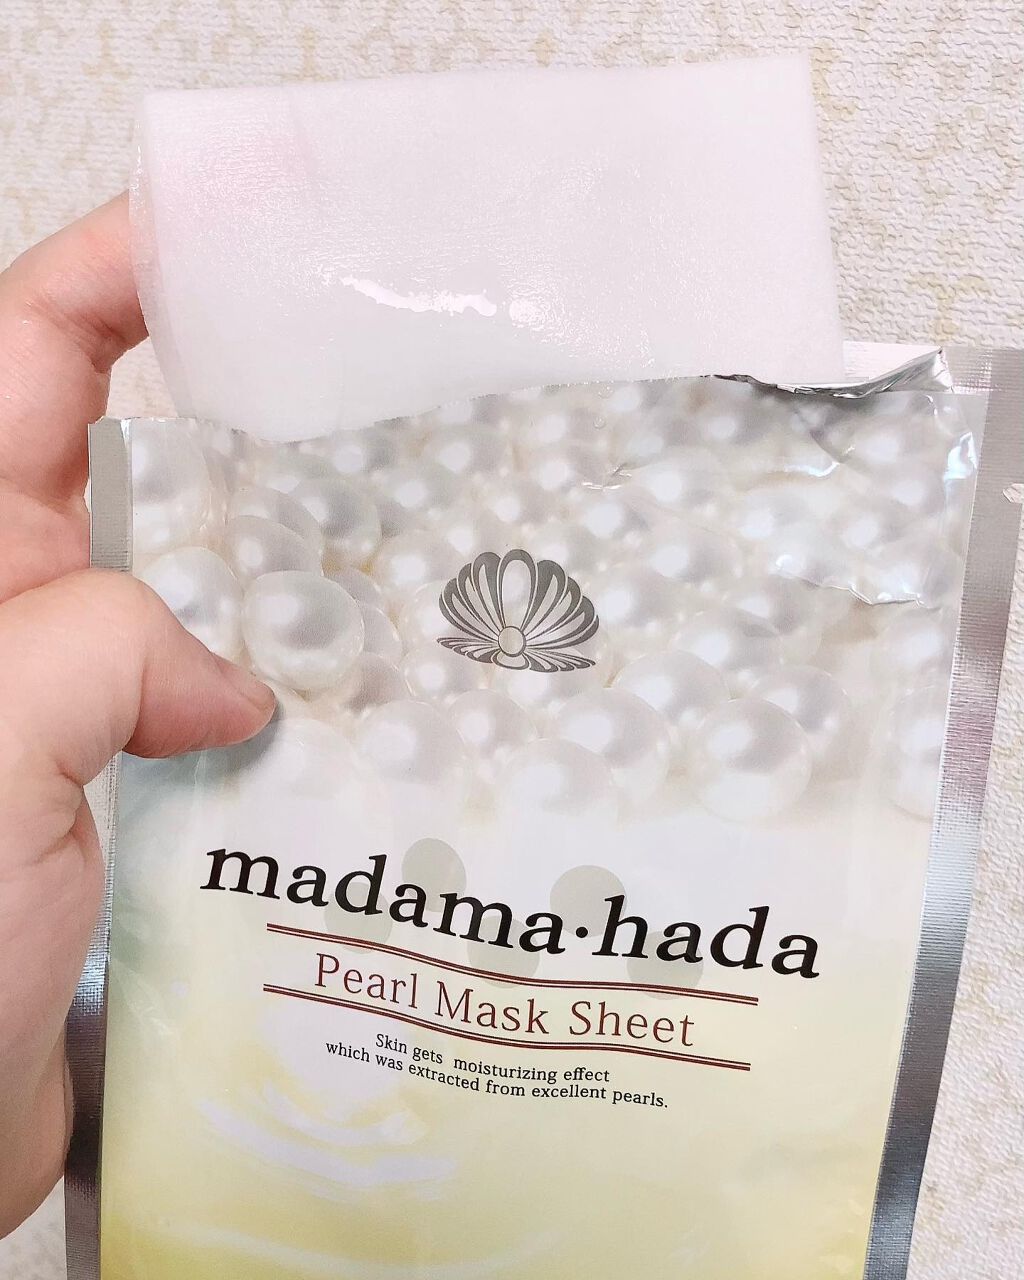 madama·hada
Pearl Mask Sheet
Skin gets moisturizing effect
which was extracted from excellent pearls.